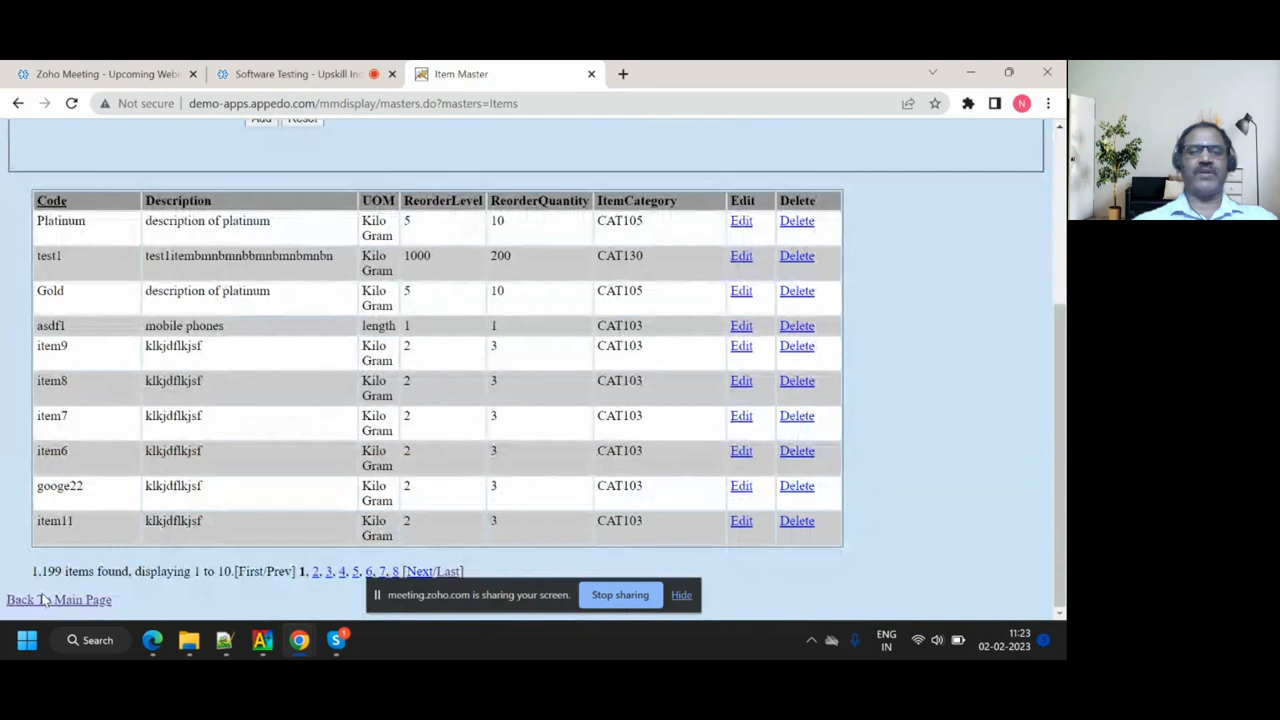 Zoho Meeting - Upcoming Webi
Software Testing - Upskill Inc
Item Master
Not secure
demo-apps.appedo.com/mmdisplay/masters.do?masters=Items
N
Add Reset
Code Description UOM ReorderLevel ReorderQuantity ItemCategory Edit Delete
Platinum description of platinum Kilo Gram 5 10 CAT105 Edit Delete
test1 test1itembmnbmnbbmnbmnbmnbmnbn Kilo Gram 1000 200 CAT130 Edit Delete
Gold description of platinum Kilo Gram 5 10 CAT105 Edit Delete
asdf1 mobile phones length 1 1 CAT103 Edit Delete
item9 klkjdflkjsf Kilo Gram 2 3 CAT103 Edit Delete
item8 klkjdflkjsf Kilo Gram 2 3 CAT103 Edit Delete
item7 klkjdflkjsf Kilo Gram 2 3 CAT103 Edit Delete
item6 klkjdflkjsf Kilo Gram 2 3 CAT103 Edit Delete
googe22 klkjdflkjsf Kilo Gram 2 3 CAT103 Edit Delete
item11 klkjdflkjsf Kilo Gram 2 3 CAT103 Edit Delete
1,199 items found, displaying 1 to 10.[First/Prev] 1, 2, 3, 4, 5, 6, 7, 8 [Next/Last]
Back To Main Page
meeting.zoho.com is sharing your screen. Stop sharing Hide
Search
1
ENG
IN
11:23
02-02-2023